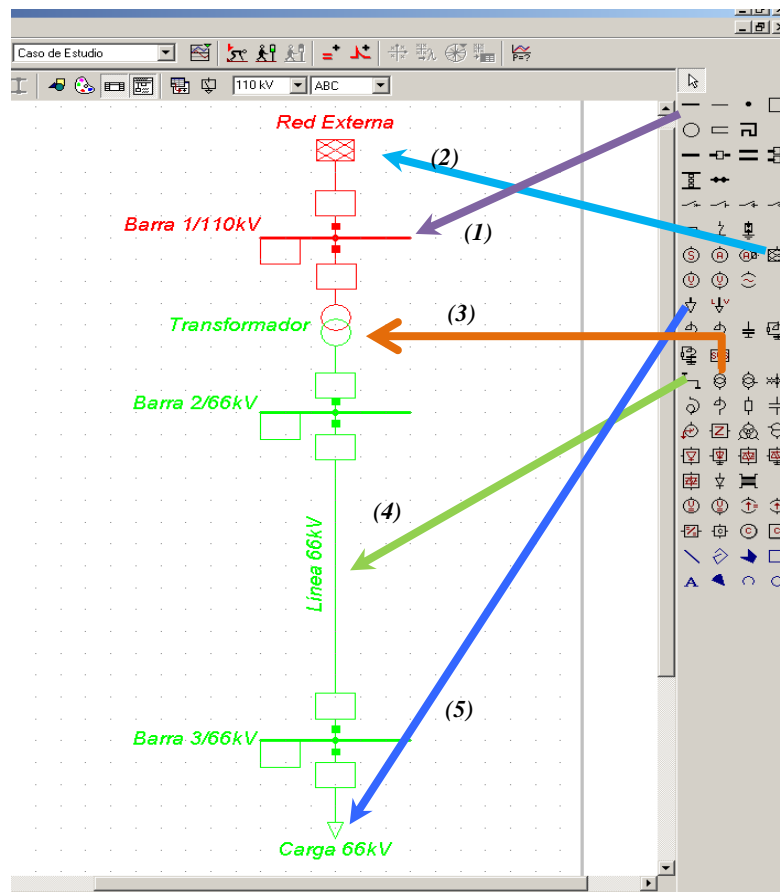 Caso de Estudio
P=?
110 kV ABC
Red Externa
(2)
Barra 1/110kV
(1)
Transformador
(3)
Barra 2/66kV
(4)
Línea 66kV
Barra 3/66kV
(5)
Carga 66kV